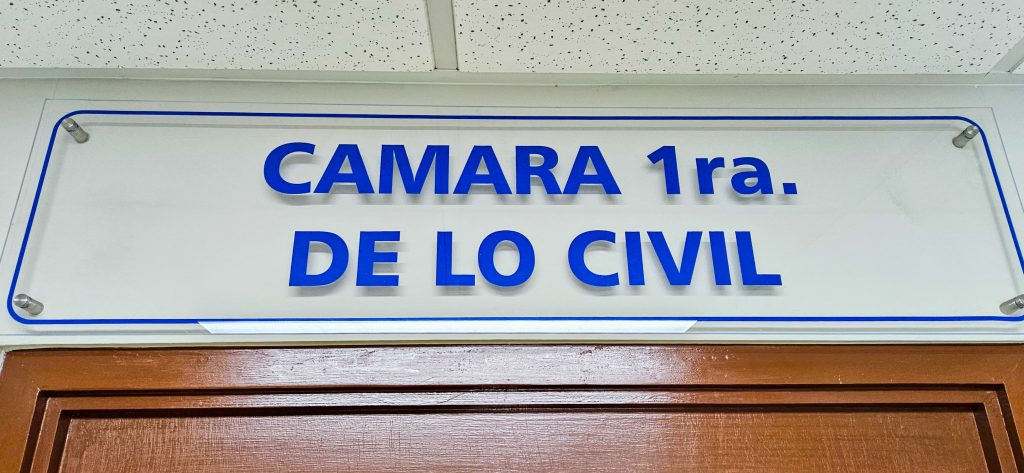 CAMARA 1ra.
DE LO CIVIL